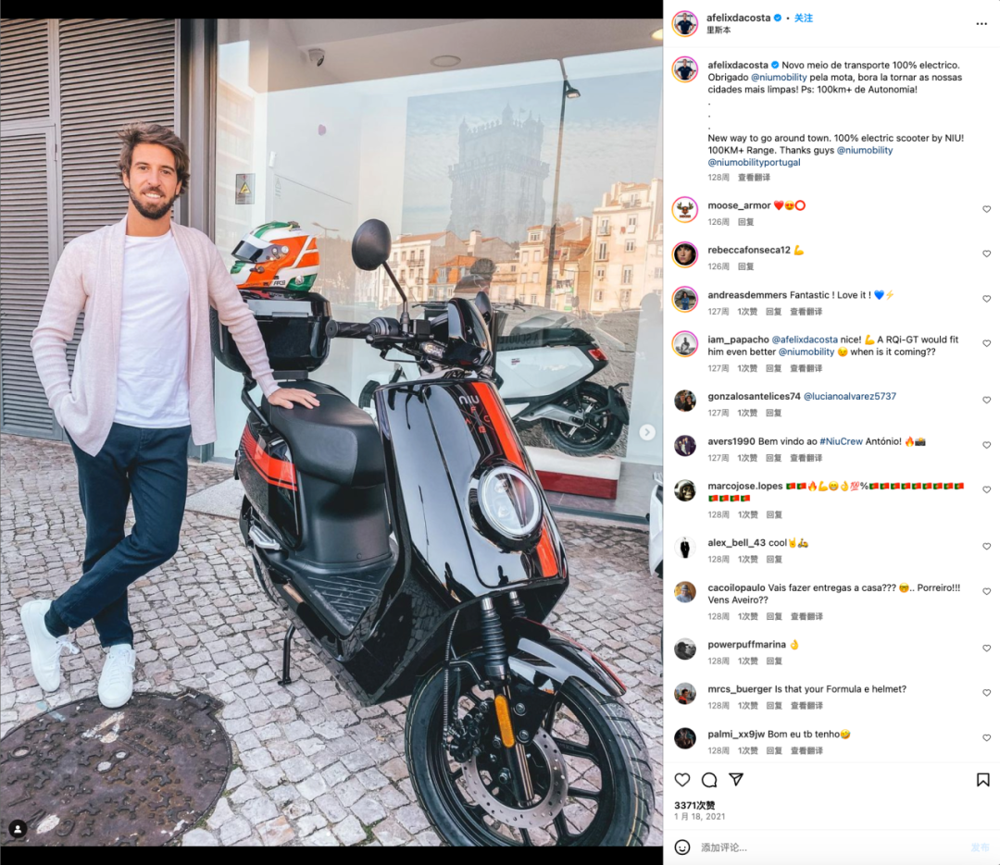 NIU
afelixdacosta • 关注
里斯本
afelixdacosta Novo meio de transporte 100% electrico.
Obrigado @niumobility pela mota, bora la tornar as nossas
cidades mais limpas! Ps: 100km+ de Autonomia!
.
.
.
New way to go around town. 100% electric scooter by NIU!
100KM+ Range. Thanks guys @niumobility
@niumobilityportugal
128周 查看翻译
moose_armor ❤️😍⭕
126周 回复
rebeccafonseca12 💪
126周 回复
andreasdemmers Fantastic ! Love it ! 💙⚡
127周 1次赞 回复 查看翻译
iam_papacho @afelixdacosta nice! 💪 A RQi-GT would fit
him even better @niumobility 😉 when is it coming??
127周 1次赞 回复 查看翻译
gonzalosantelices74 @lucianoalvarez5737
127周 1次赞 回复
avers1990 Bem vindo ao #NiuCrew António! 🔥📸
127周 1次赞 回复 查看翻译
marcojose.lopes 🇵🇹🇵🇹🔥💪😁👌💯%🇵🇹🇵🇹🇵🇹🇵🇹🇵🇹🇵🇹🇵🇹🇵🇹🇵🇹
🇵🇹🇵🇹🇵🇹🇵🇹
128周 1次赞 回复
alex_bell_43 cool🤘🛵
128周 1次赞 回复
cacoilopaulo Vais fazer entregas a casa??? 🤓.. Porreiro!!!
Vens Aveiro??
128周 1次赞 回复 查看翻译
powerpuffmarina 👌
128周 1次赞 回复
mrcs_buerger Is that your Formula e helmet?
128周 1次赞 回复 查看翻译
palmi_xx9jw Bom eu tb tenho🤣
128周 1次赞 回复 查看翻译
3371次赞
1月 18, 2021
添加评论...
发布